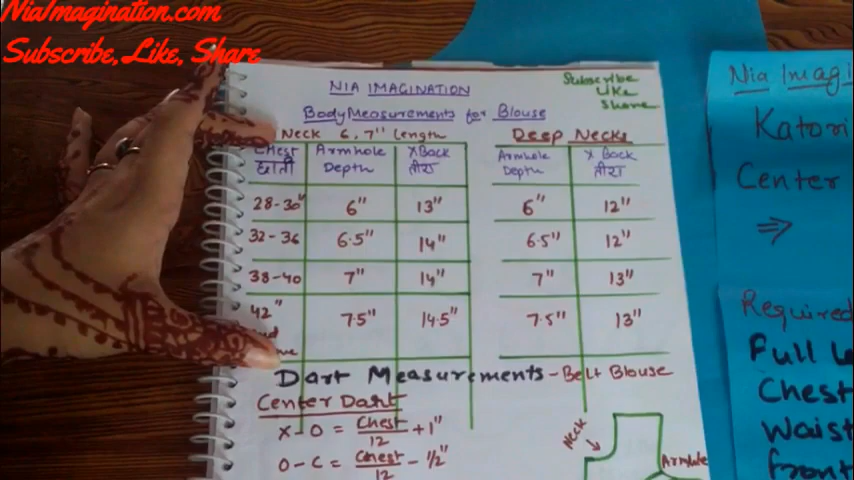 NiaImagination.com
Subscribe, Like, Share
NIA IMAGINATION
Subscribe
Like
Share
Body Measurements for Blouse
Neck 6, 7" Length
Deep Necks
Chest छाती
Armhole Depth
X Back तीरा
Armhole Depth
X Back तीरा
28-30" 6" 13" 6" 12"
32-36 6.5" 14" 6.5" 12"
38-40 7" 14" 7" 13"
42" 7.5" 14.5" 7.5" 13"
Dart Measurements - Belt Blouse
Center Dart
X-O = Chest/12 + 1"
O-C = Chest/12 - 1/2"
Neck
Armhole
Nia Imag
Katori
Center
⇒
Required
Full
Chest
Waist
front